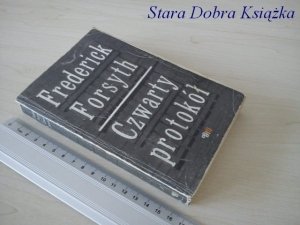 Stara Dobra Książka
Frederick
Forsyth
Czwarty
protokół